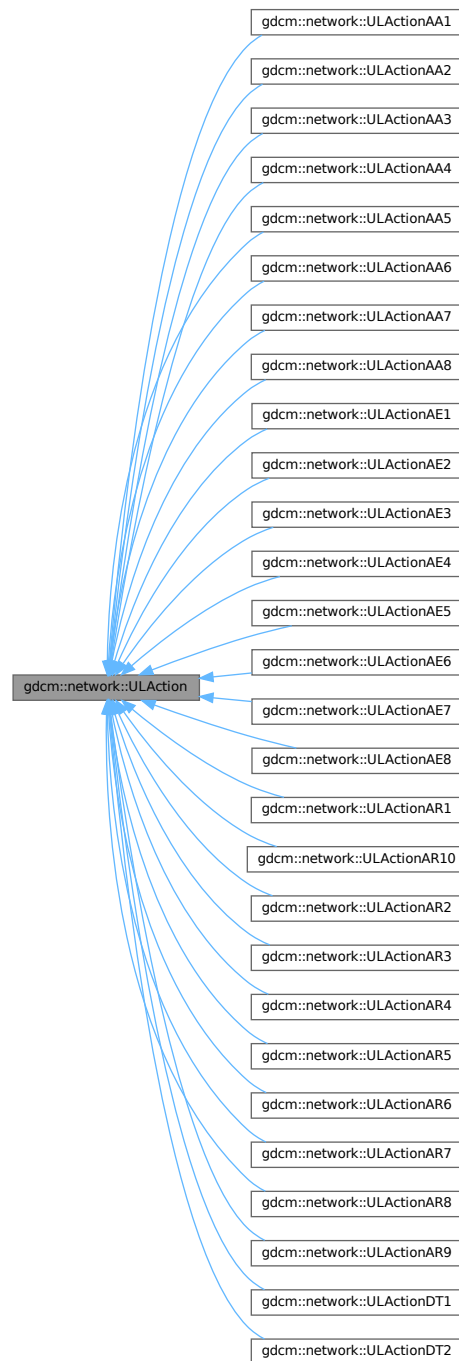 gdcm::network::ULActionAA1
gdcm::network::ULActionAA2
gdcm::network::ULActionAA3
gdcm::network::ULActionAA4
gdcm::network::ULActionAA5
gdcm::network::ULActionAA6
gdcm::network::ULActionAA7
gdcm::network::ULActionAA8
gdcm::network::ULActionAE1
gdcm::network::ULActionAE2
gdcm::network::ULActionAE3
gdcm::network::ULActionAE4
gdcm::network::ULActionAE5
gdcm::network::ULActionAE6
gdcm::network::ULAction
gdcm::network::ULActionAE7
gdcm::network::ULActionAE8
gdcm::network::ULActionAR1
gdcm::network::ULActionAR10
gdcm::network::ULActionAR2
gdcm::network::ULActionAR3
gdcm::network::ULActionAR4
gdcm::network::ULActionAR5
gdcm::network::ULActionAR6
gdcm::network::ULActionAR7
gdcm::network::ULActionAR8
gdcm::network::ULActionAR9
gdcm::network::ULActionDT1
gdcm::network::ULActionDT2